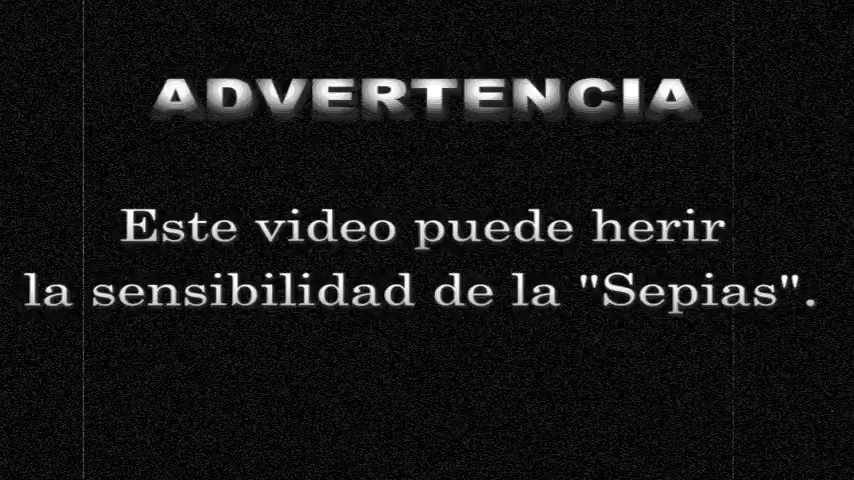 ADVERTENCIA
Este video puede herir
la sensibilidad de la "Sepias".